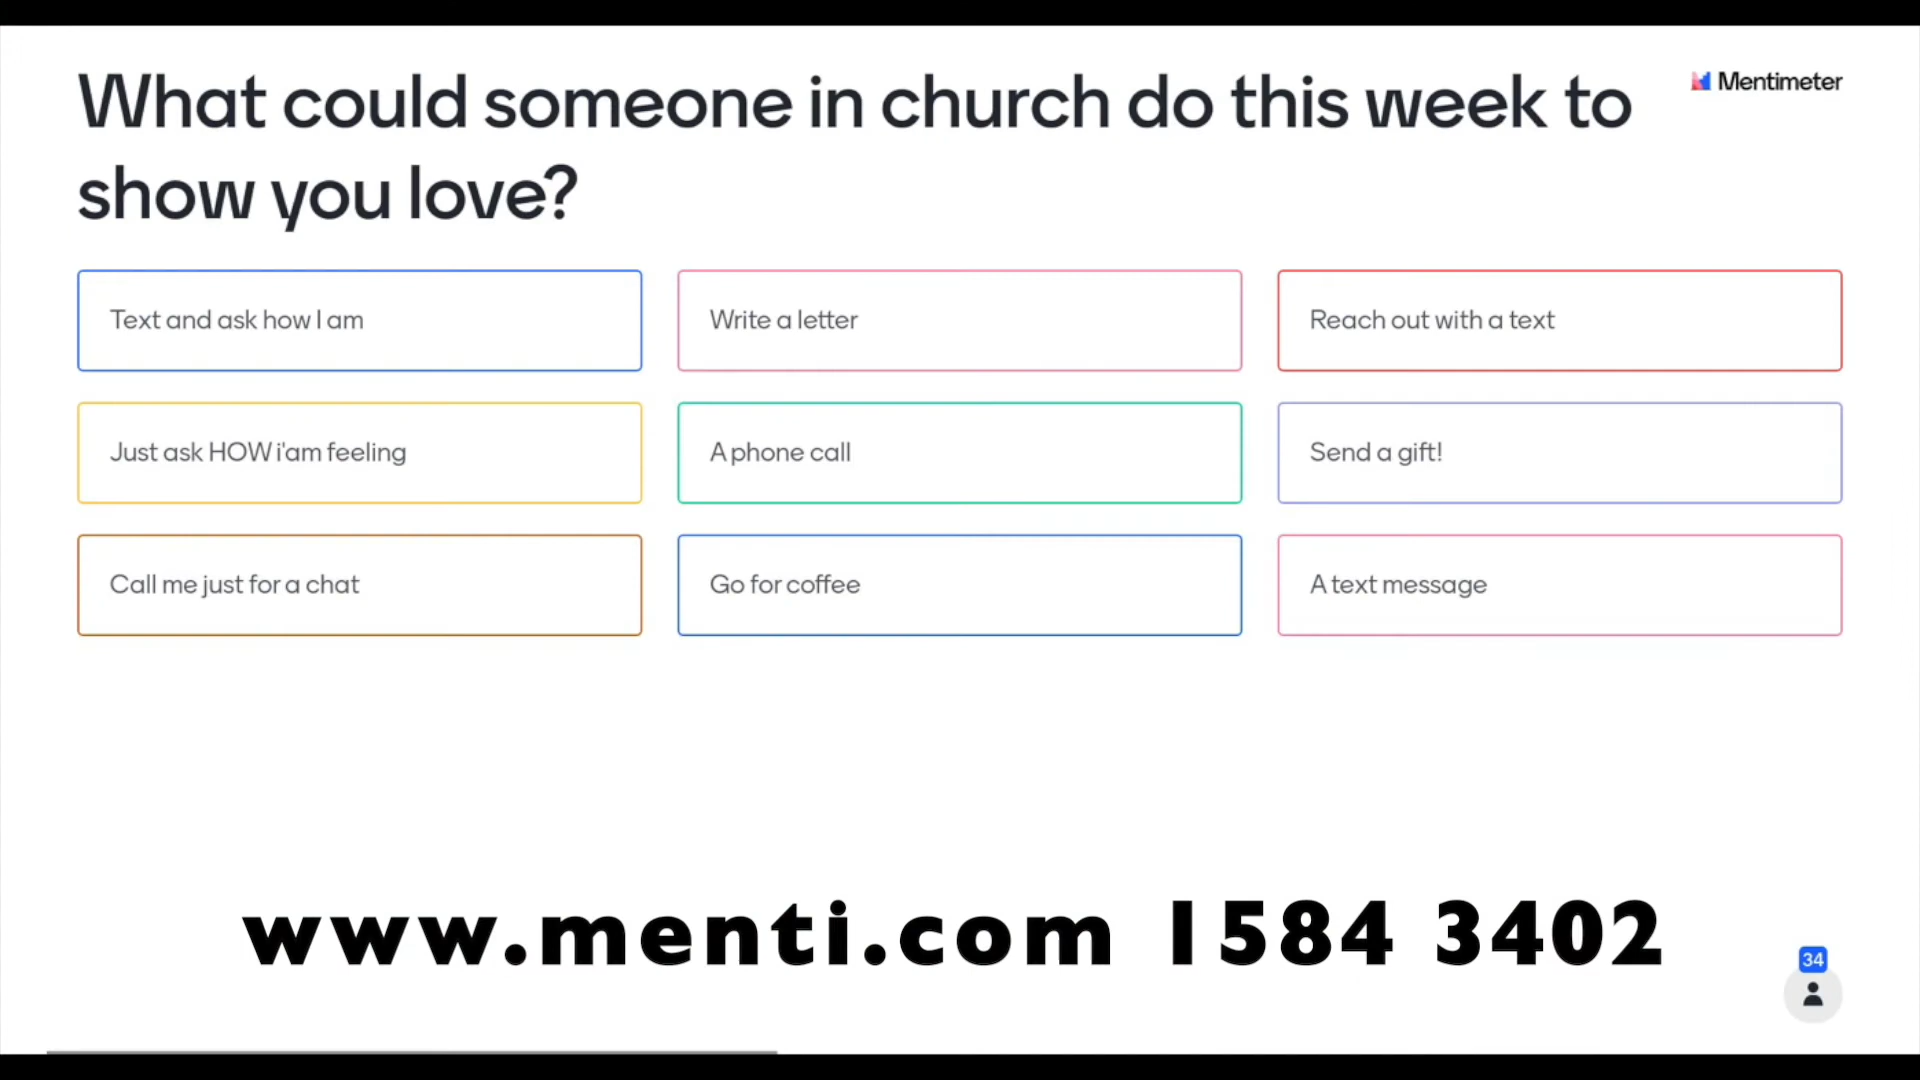 What could someone in church do this week to
show you love?
Mentimeter
Text and ask how I am
Write a letter
Reach out with a text
Just ask HOW i'am feeling
A phone call
Send a gift!
Call me just for a chat
Go for coffee
A text message
www.menti.com 1584 3402
34